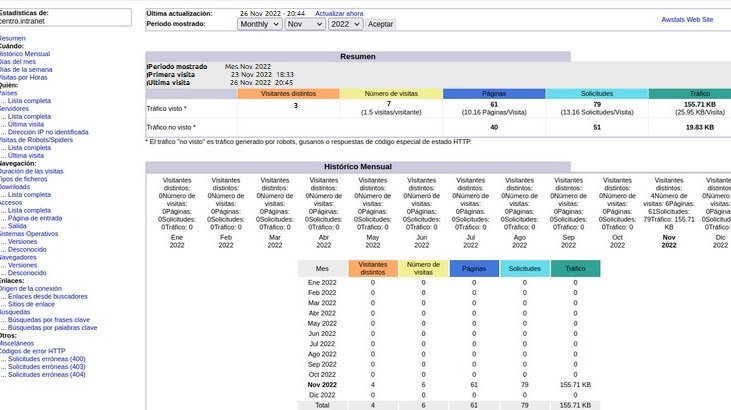 Estadísticas de:
centro.intranet
Resumen
Cuándo:
Histórico Mensual
Días del mes
Días de la semana
Visitas por Horas
Quién:
Países
... Lista completa
Servidores
... Lista completa
... Última visita
... Dirección IP no identificada
Visitas de Robots/Spiders
... Lista completa
... Última visita
Navegación:
Duración de las visitas
Tipos de ficheros
Downloads
... Lista completa
Accesos
... Lista completa
... Página de entrada
... Salida
Sistemas Operativos
... Versiones
... Desconocido
Navegadores
... Versiones
... Desconocido
Enlaces:
Origen de la conexión
... Enlaces desde buscadores
... Sitios de enlace
Búsquedas
... Búsquedas por frases clave
... Búsquedas por palabras clave
Otros:
Misceláneos
Códigos de error HTTP
... Solicitudes erróneas (400)
... Solicitudes erróneas (403)
... Solicitudes erróneas (404)
Última actualización: 26 Nov 2022 - 20:44 Actualizar ahora
Periodo mostrado: Monthly Nov 2022 Aceptar
Awstats Web Site
Resumen
Periodo mostrado Mes Nov 2022
Primera visita 23 Nov 2022 18:33
Ultima visita 26 Nov 2022 20:45
Visitantes distintos Número de visitas Páginas Solicitudes Tráfico
Tráfico visto * 3 7 61 79 155.71 KB
(1.5 visitas/visitante) (10.16 Páginas/Visita) (13.16 Solicitudes/Visita) (25.95 KB/Visita)
Tráfico no visto * 40 51 19.83 KB
* El tráfico "no visto" es tráfico generado por robots, gusanos o respuestas de código especial de estado HTTP.
Histórico Mensual
Visitantes Visitantes Visitantes Visitantes Visitantes Visitantes Visitantes Visitantes Visitantes Visitantes Visitantes Visitantes
distintos: distintos: distintos: distintos: distintos: distintos: distintos: distintos: distintos: distintos: distintos: distintos:
0Número de 0Número de 0Número de 0Número de 0Número de 0Número de 0Número de 0Número de 0Número de 0Número de 4Número de 0Número
visitas: visitas: visitas: visitas: visitas: visitas: visitas: visitas: visitas: visitas: visitas: 6Páginas: visitas:
0Páginas: 0Páginas: 0Páginas: 0Páginas: 0Páginas: 0Páginas: 0Páginas: 0Páginas: 0Páginas: 0Páginas: 61Solicitudes: 0Páginas
0Solicitudes: 0Solicitudes: 0Solicitudes: 0Solicitudes: 0Solicitudes: 0Solicitudes: 0Solicitudes: 0Solicitudes: 0Solicitudes: 0Solicitudes: 79Tráfico: 155.71 0Solicitud
0Tráfico: 0 0Tráfico: 0 0Tráfico: 0 0Tráfico: 0 0Tráfico: 0 0Tráfico: 0 0Tráfico: 0 0Tráfico: 0 0Tráfico: 0 0Tráfico: 0 KB 0Tráfico:
Ene Feb Mar Abr May Jun Jul Ago Sep Oct Nov Dic
2022 2022 2022 2022 2022 2022 2022 2022 2022 2022 2022 2022
Mes Visitantes distintos Número de visitas Páginas Solicitudes Tráfico
Ene 2022 0 0 0 0 0
Feb 2022 0 0 0 0 0
Mar 2022 0 0 0 0 0
Abr 2022 0 0 0 0 0
May 2022 0 0 0 0 0
Jun 2022 0 0 0 0 0
Jul 2022 0 0 0 0 0
Ago 2022 0 0 0 0 0
Sep 2022 0 0 0 0 0
Oct 2022 0 0 0 0 0
Nov 2022 4 6 61 79 155.71 KB
Dic 2022 0 0 0 0 0
Total 4 6 61 79 155.71 KB